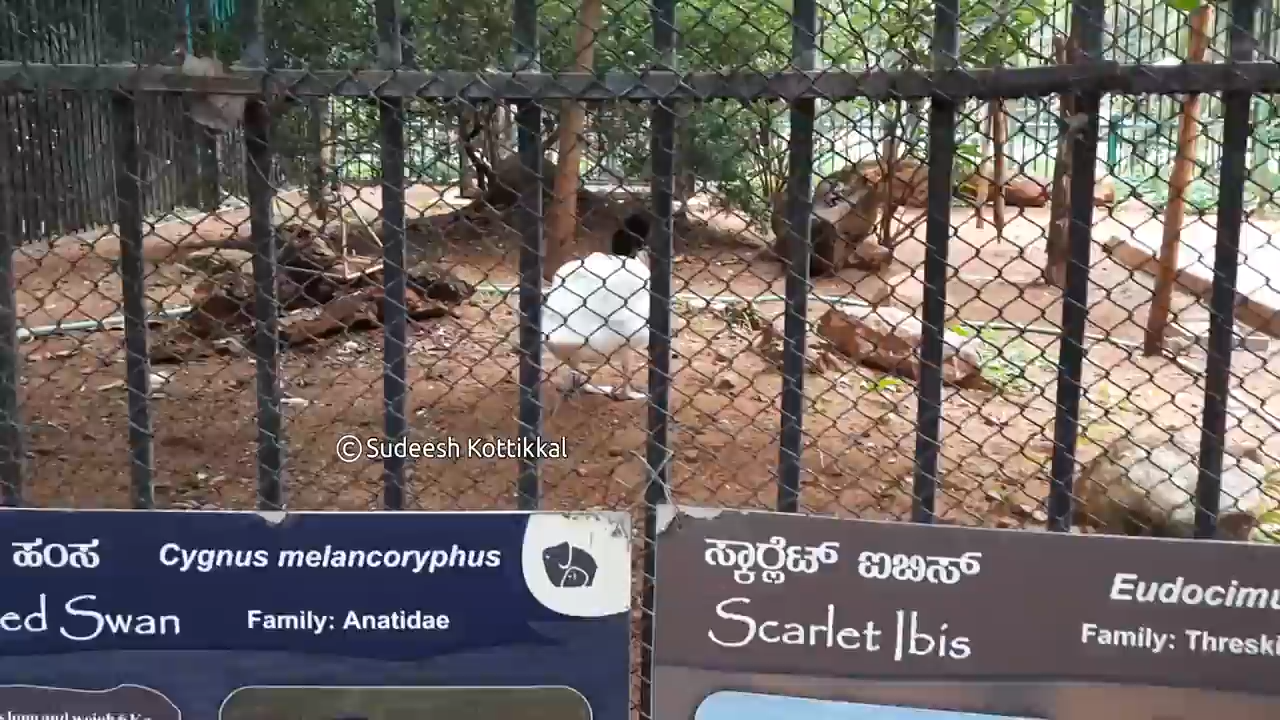 ©Sudeesh Kottikkal
ಹಂಸ
Cygnus melancoryphus
ed Swan
Family: Anatidae
ಸ್ಕಾರ್ಲೆಟ್ ಐಬಿಸ್
Eudocimu
Scarlet Ibis
Family: Threski